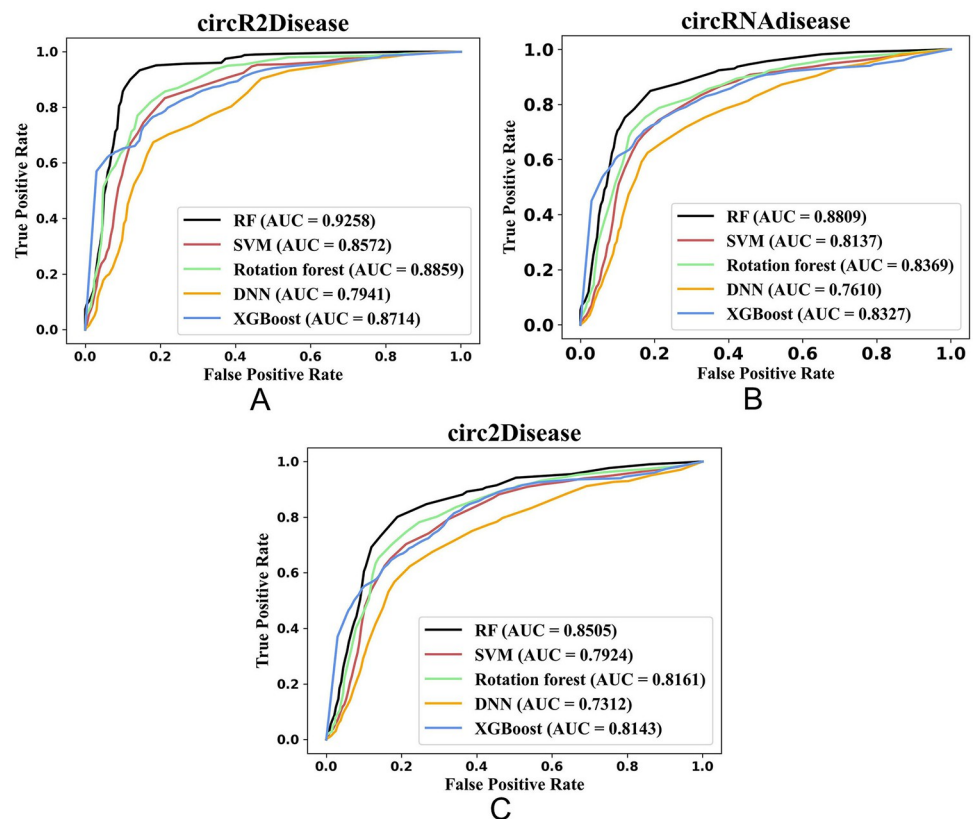 circR2Disease
1.0
0.8
0.6
0.4
0.2
0.0
True Positive Rate
RF (AUC = 0.9258)
SVM (AUC = 0.8572)
Rotation forest (AUC = 0.8859)
DNN (AUC = 0.7941)
XGBoost (AUC = 0.8714)
0.0 0.2 0.4 0.6 0.8 1.0
False Positive Rate
A
circRNAdisease
1.0
0.8
0.6
0.4
0.2
0.0
True Positive Rate
RF (AUC = 0.8809)
SVM (AUC = 0.8137)
Rotation forest (AUC = 0.8369)
DNN (AUC = 0.7610)
XGBoost (AUC = 0.8327)
0.0 0.2 0.4 0.6 0.8 1.0
False Positive Rate
B
circ2Disease
1.0
0.8
0.6
0.4
0.2
0.0
True Positive Rate
RF (AUC = 0.8505)
SVM (AUC = 0.7924)
Rotation forest (AUC = 0.8161)
DNN (AUC = 0.7312)
XGBoost (AUC = 0.8143)
0.0 0.2 0.4 0.6 0.8 1.0
False Positive Rate
C